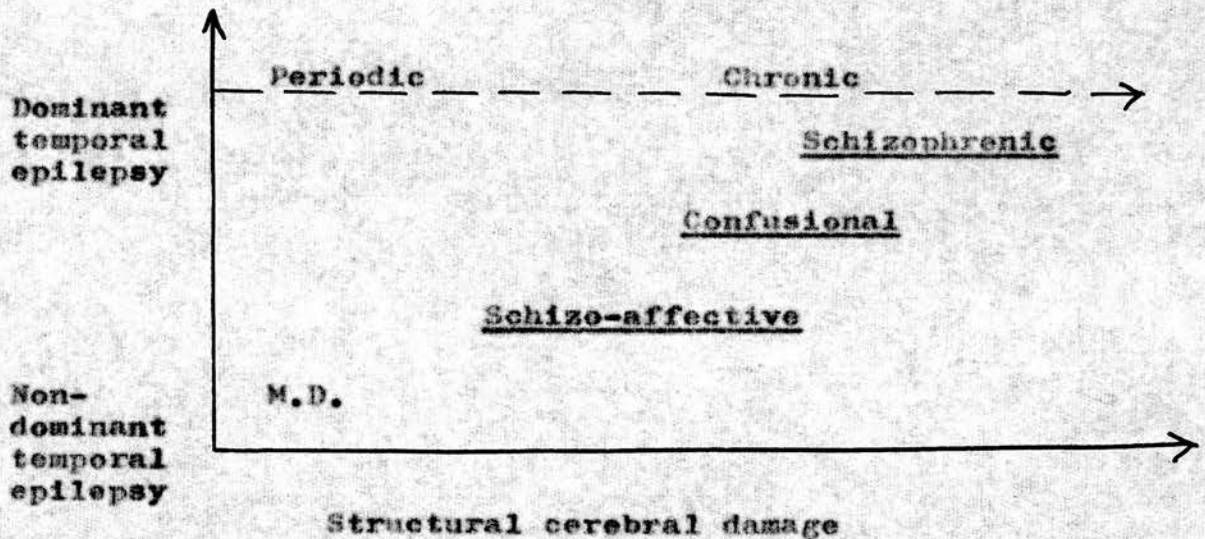 Periodic Chronic
Dominant
temporal
epilepsy
Schizophrenic
Confusional
Schizo-affective
Non-
dominant
temporal
epilepsy
M.D.
Structural cerebral damage